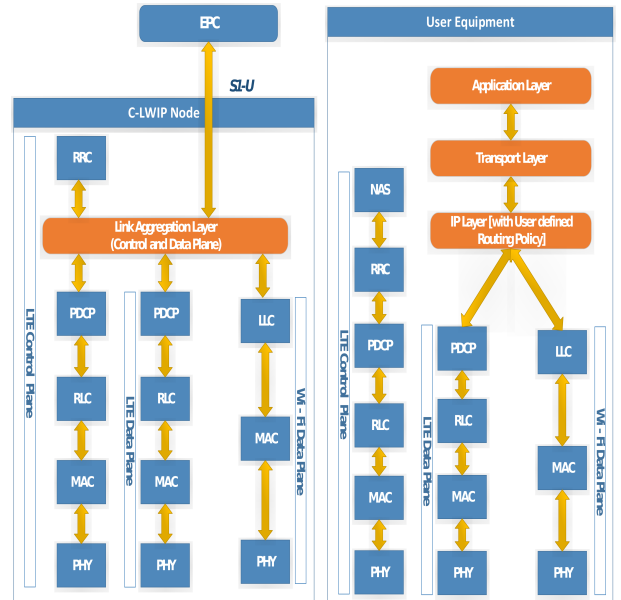 EPC
S1-U
C-LWIP Node
RRC
Link Aggregation Layer
(Control and Data Plane)
LTE Control Plane
PDCP
RLC
MAC
PHY
LTE Data Plane
PDCP
RLC
MAC
PHY
LLC
MAC
PHY
Wi - Fi Data Plane
User Equipment
Application Layer
Transport Layer
IP Layer [with User defined
Routing Policy]
LTE Control Plane
NAS
RRC
PDCP
RLC
MAC
PHY
LTE Data Plane
PDCP
RLC
MAC
PHY
LLC
MAC
PHY
Wi - Fi Data Plane